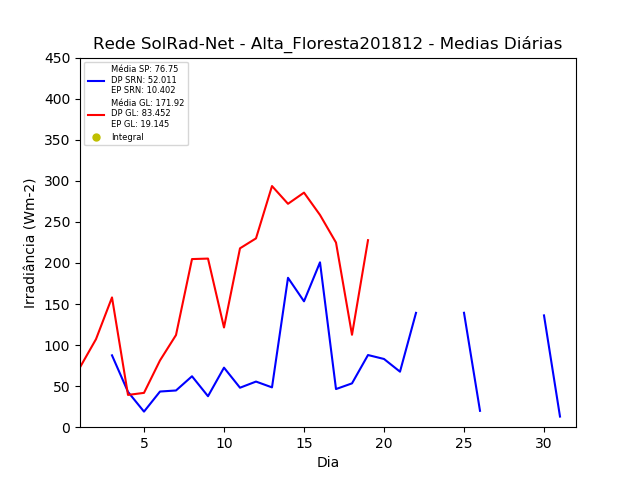 Rede SolRad-Net - Alta_Floresta201812 - Medias Diárias
450
400
350
300
250
200
150
100
50
0
Irradiância (Wm-2)
Média SP: 76.75
DP SRN: 52.011
EP SRN: 10.402
Média GL: 171.92
DP GL: 83.452
EP GL: 19.145
Integral
5
10
15
20
25
30
Dia